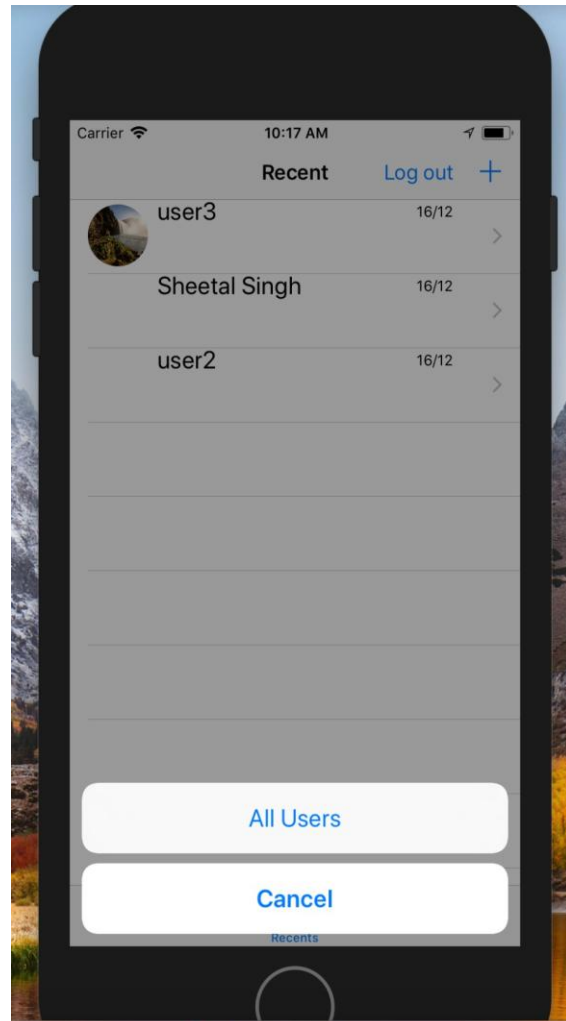 Carrier 10:17 AM
Recent Log out +
user3 16/12
Sheetal Singh 16/12
user2 16/12
All Users
Cancel
Recents